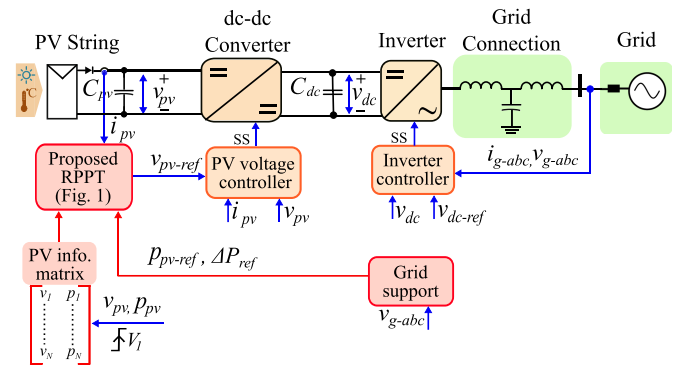 dc-dc
Converter
PV String
Inverter
Grid
Connection
Grid
°C
C_pv
+
v_pv
−
C_dc
+
v_dc
−
i_pv
SS
SS
Proposed
RPPT
(Fig. 1)
v_pv-ref
PV voltage
controller
Inverter
controller
i_g-abc, v_g-abc
i_pv
v_pv
v_dc
v_dc-ref
PV info.
matrix
p_pv-ref , ΔP_ref
Grid
support
v_g-abc
v_1 p_1
v_N p_N
v_pv, p_pv
V_1